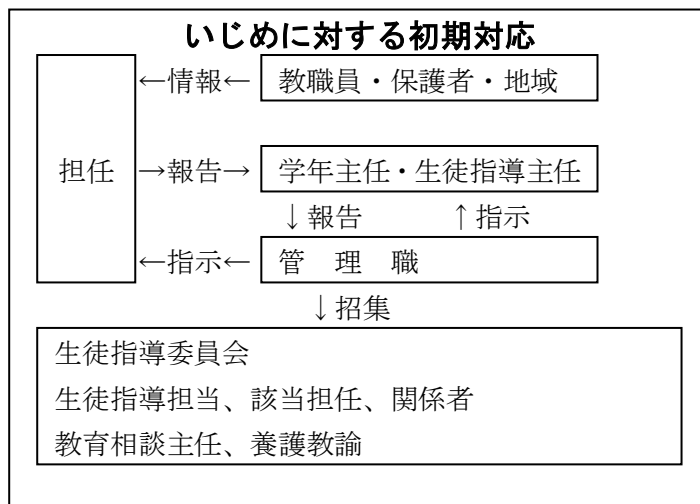 いじめに対する初期対応
←情報← 教職員・保護者・地域
担任 →報告→ 学年主任・生徒指導主任
↓報告 ↑指示
←指示← 管 理 職
↓招集
生徒指導委員会
生徒指導担当、該当担任、関係者
教育相談主任、養護教諭